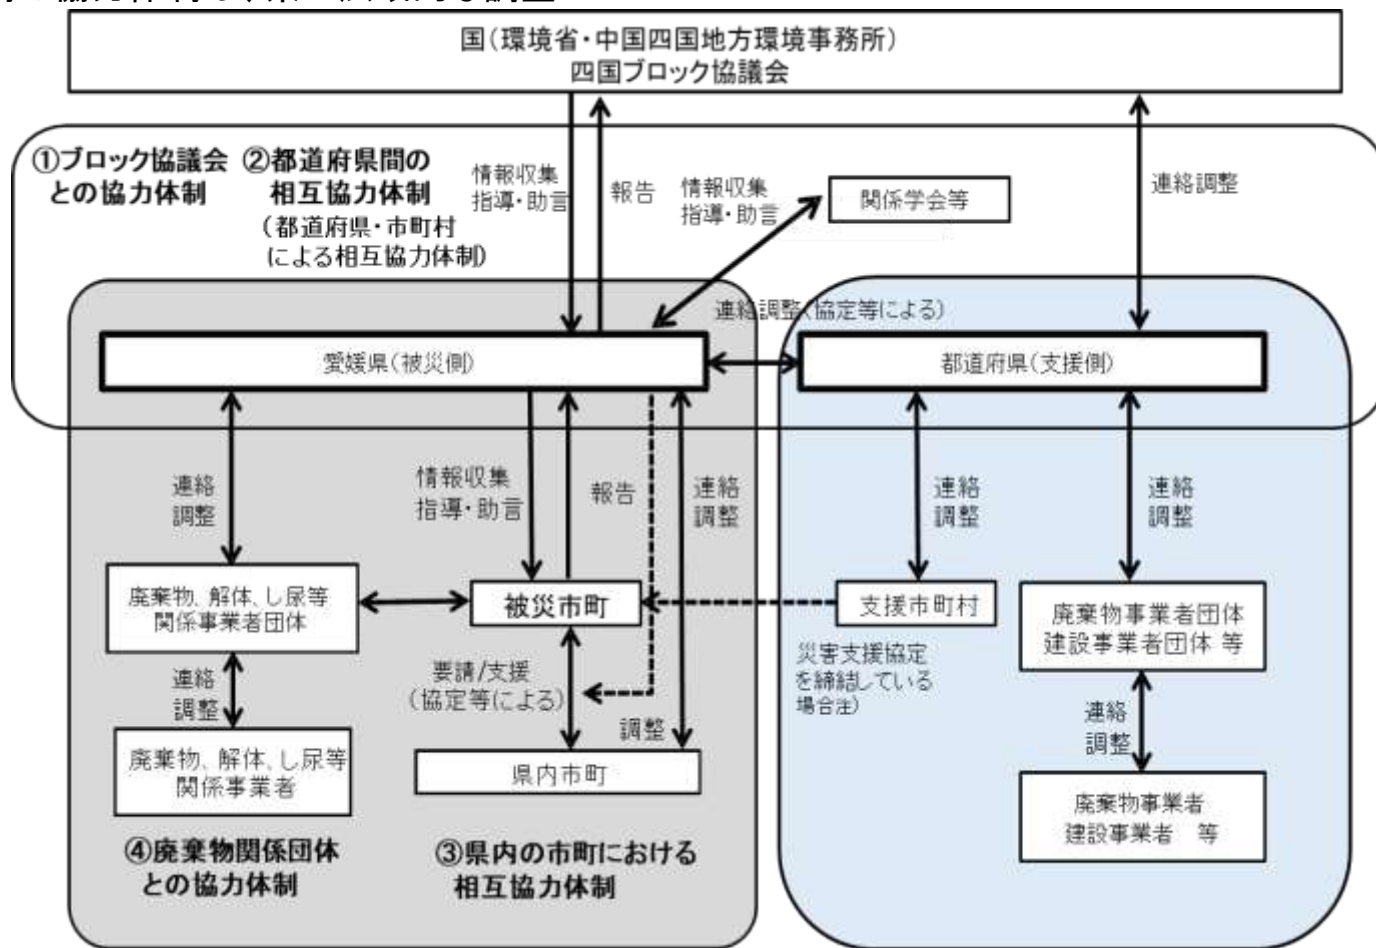 国(環境省・中国四国地方環境事務所)
四国ブロック協議会
①ブロック協議会
との協力体制
②都道府県間の
相互協力体制
(都道府県・市町村
による相互協力体制)
情報収集
指導・助言
報告
情報収集
指導・助言
関係学会等
連絡調整
連絡調整(協定等による)
愛媛県(被災側)
都道府県(支援側)
連絡
調整
情報収集
指導・助言
報告
連絡
調整
連絡
調整
連絡
調整
廃棄物、解体、し尿等
関係事業者団体
被災市町
支援市町村
廃棄物事業者団体
建設事業者団体 等
連絡
調整
要請/支援
(協定等による)
災害支援協定
を締結している
場合注)
調整
連絡
調整
廃棄物、解体、し尿等
関係事業者
県内市町
廃棄物事業者
建設事業者 等
④廃棄物関係団体
との協力体制
③県内の市町における
相互協力体制